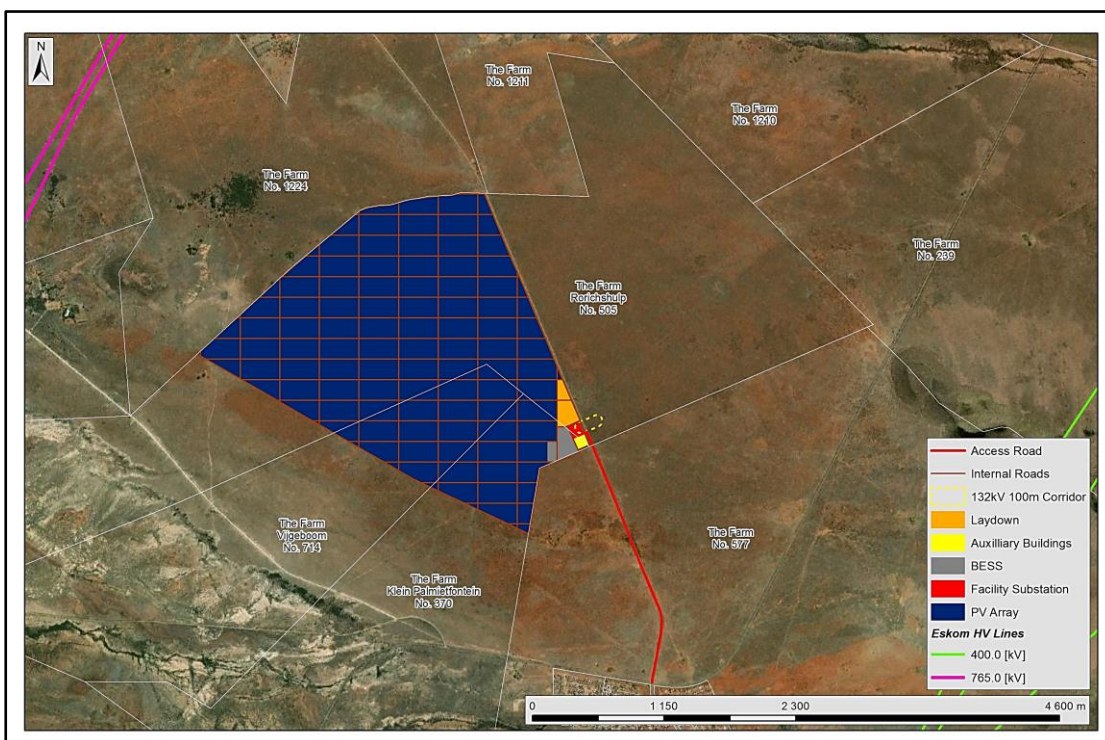 N
The Farm
No. 1211
The Farm
No. 1210
The Farm
No. 1224
The Farm
No. 239
The Farm
Rorichshulp
No. 505
The Farm
Vijgeboom
No. 714
The Farm
Klein Palmietfontein
No. 370
The Farm
No. 577
Access Road
Internal Roads
132kV 100m Corridor
Laydown
Auxilliary Buildings
BESS
Facility Substation
PV Array
Eskom HV Lines
400.0 [kV]
765.0 [kV]
0 1 150 2 300 4 600 m